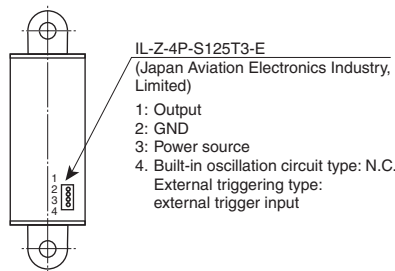 IL-Z-4P-S125T3-E
(Japan Aviation Electronics Industry,
Limited)
1: Output
2: GND
3: Power source
4. Built-in oscillation circuit type: N.C.
External triggering type:
external trigger input
1
2
3
4